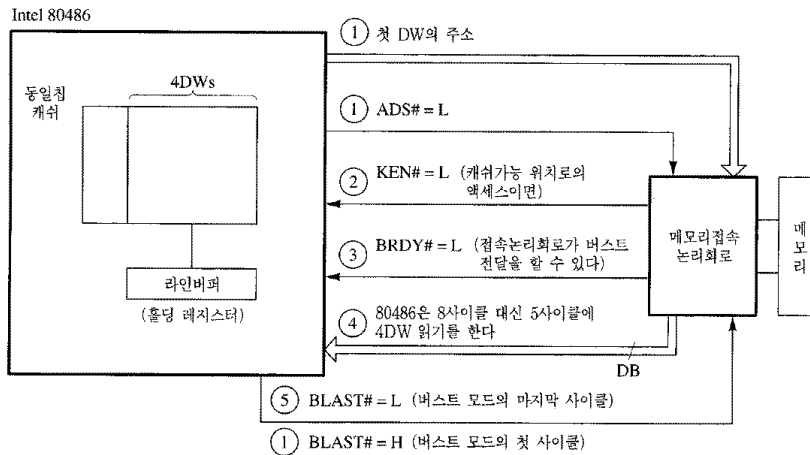 Intel 80486
① 첫 DW의 주소
4DWs
동일칩
캐쉬
① ADS# = L
② KEN# = L (캐쉬가능 위치로의
액세스이면)
③ BRDY# = L (접속논리회로가 버스트
전달을 할 수 있다)
메모리접속
논리회로
메
모
리
라인버퍼
(홀딩 레지스터)
④ 80486은 8사이클 대신 5사이클에
4DW 읽기를 한다
DB
⑤ BLAST# = L (버스트 모드의 마지막 사이클)
① BLAST# = H (버스트 모드의 첫 사이클)